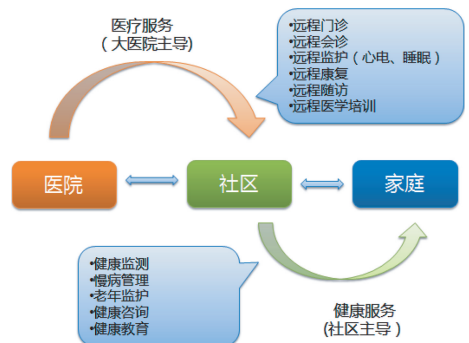 医疗服务
（大医院主导）
•远程门诊
•远程会诊
•远程监护（心电、睡眠）
•远程康复
•远程随访
•远程医学培训
医院
社区
家庭
•健康监测
•慢病管理
•老年监护
•健康咨询
•健康教育
健康服务
(社区主导）